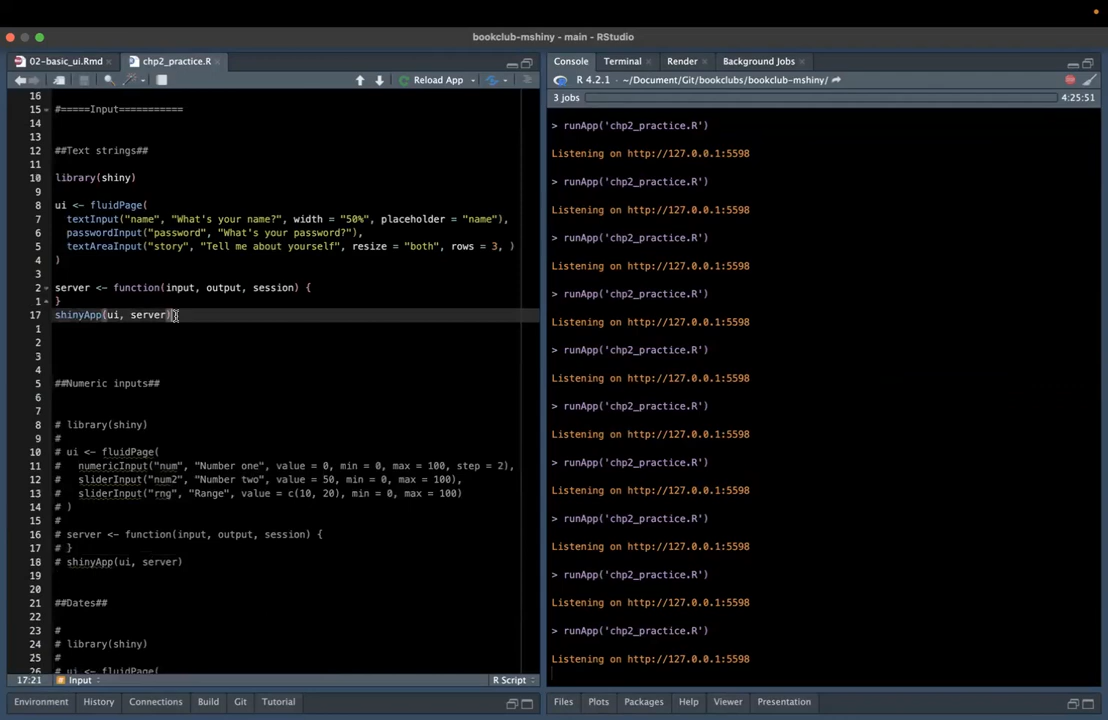 bookclub-mshiny - main - RStudio
02-basic_ui.Rmd
chp2_practice.R
Reload App
16
15 #=====Input===========
14
13
12 ##Text strings##
11
10 library(shiny)
9
8 ui <- fluidPage(
7 textInput("name", "What's your name?", width = "50%", placeholder = "name"),
6 passwordInput("password", "What's your password?"),
5 textAreaInput("story", "Tell me about yourself", resize = "both", rows = 3, )
4 )
3
2 server <- function(input, output, session) {
1 }
17 shinyApp(ui, server)
1
2
3
4
5 ##Numeric inputs##
6
7
8 # library(shiny)
9 #
10 # ui <- fluidPage(
11 # numericInput("num", "Number one", value = 0, min = 0, max = 100, step = 2),
12 # sliderInput("num2", "Number two", value = 50, min = 0, max = 100),
13 # sliderInput("rng", "Range", value = c(10, 20), min = 0, max = 100)
14 # )
15 #
16 # server <- function(input, output, session) {
17 # }
18 # shinyApp(ui, server)
19
20
21 ##Dates##
22
23 #
24 # library(shiny)
25 #
26 # ui <- fluidPage(
17:21 Input R Script
Environment History Connections Build Git Tutorial
Console Terminal Render Background Jobs
R 4.2.1 · ~/Document/Git/bookclubs/bookclub-mshiny/
3 jobs 4:25:51
> runApp('chp2_practice.R')
Listening on http://127.0.0.1:5598
> runApp('chp2_practice.R')
Listening on http://127.0.0.1:5598
> runApp('chp2_practice.R')
Listening on http://127.0.0.1:5598
> runApp('chp2_practice.R')
Listening on http://127.0.0.1:5598
> runApp('chp2_practice.R')
Listening on http://127.0.0.1:5598
> runApp('chp2_practice.R')
Listening on http://127.0.0.1:5598
> runApp('chp2_practice.R')
Listening on http://127.0.0.1:5598
> runApp('chp2_practice.R')
Listening on http://127.0.0.1:5598
> runApp('chp2_practice.R')
Listening on http://127.0.0.1:5598
> runApp('chp2_practice.R')
Listening on http://127.0.0.1:5598
Files Plots Packages Help Viewer Presentation